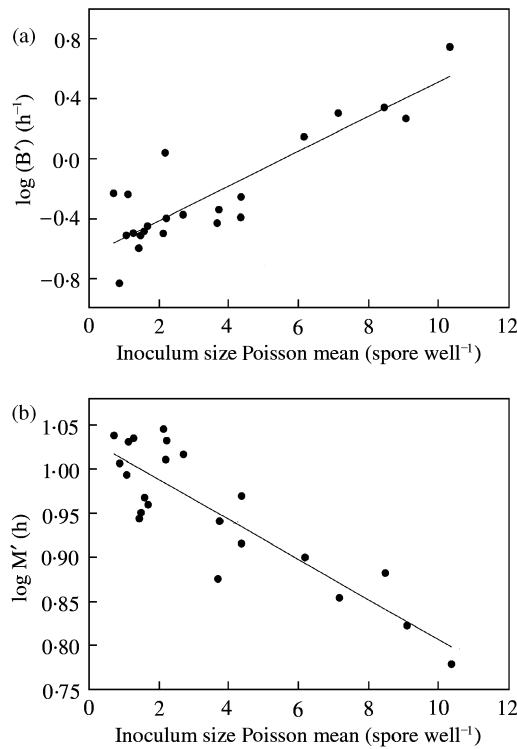 (a)
0·8
0·4
0·0
−0·4
−0·8
log (B′) (h⁻¹)
0 2 4 6 8 10 12
Inoculum size Poisson mean (spore well⁻¹)
(b)
1·05
1·00
0·95
0·90
0·85
0·80
0·75
log M′ (h)
0 2 4 6 8 10 12
Inoculum size Poisson mean (spore well⁻¹)